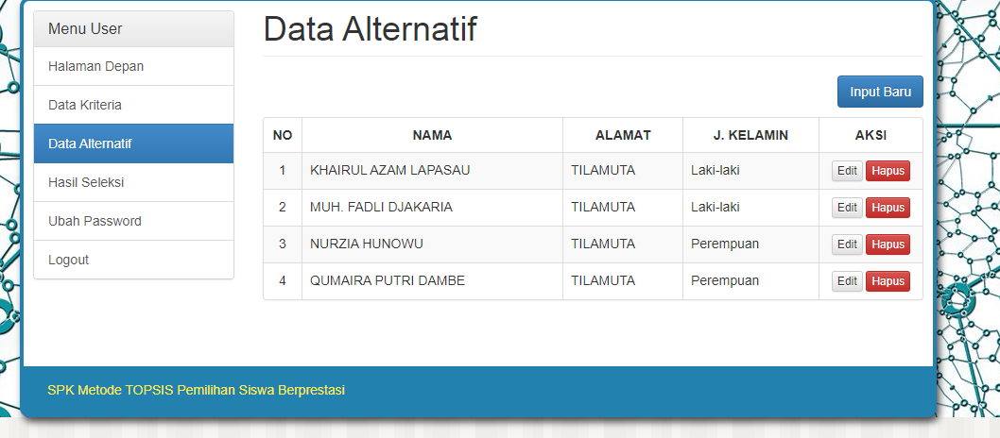 Menu User
Halaman Depan
Data Kriteria
Data Alternatif
Hasil Seleksi
Ubah Password
Logout
Data Alternatif
Input Baru
NO NAMA ALAMAT J. KELAMIN AKSI
1 KHAIRUL AZAM LAPASAU TILAMUTA Laki-laki Edit Hapus
2 MUH. FADLI DJAKARIA TILAMUTA Laki-laki Edit Hapus
3 NURZIA HUNOWU TILAMUTA Perempuan Edit Hapus
4 QUMAIRA PUTRI DAMBE TILAMUTA Perempuan Edit Hapus
SPK Metode TOPSIS Pemilihan Siswa Berprestasi